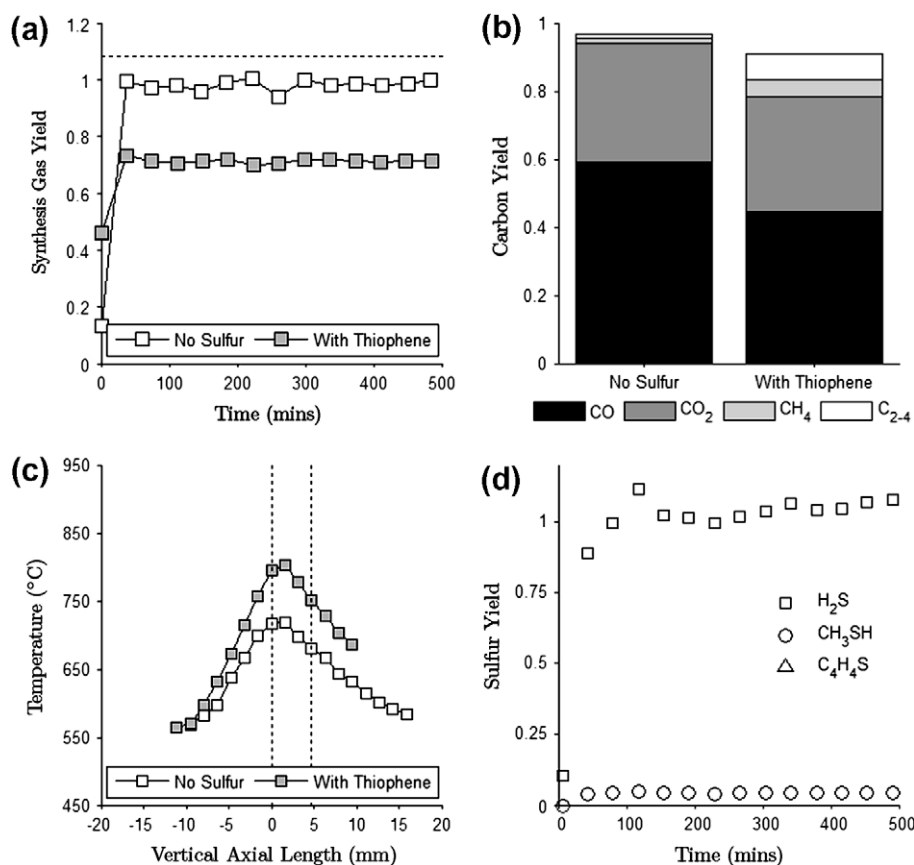 (a)
1.2
1
0.8
0.6
0.4
0.2
0
Synthesis Gas Yield
No Sulfur
With Thiophene
0
100
200
300
400
500
Time (mins)
(b)
1
0.8
0.6
0.4
0.2
0
Carbon Yield
No Sulfur
With Thiophene
CO
CO₂
CH₄
C₂₋₄
(c)
950
850
750
650
550
450
Temperature (°C)
No Sulfur
With Thiophene
-20
-15
-10
-5
0
5
10
15
20
Vertical Axial Length (mm)
(d)
1
0.75
0.5
0.25
0
Sulfur Yield
H₂S
CH₃SH
C₄H₄S
0
100
200
300
400
500
Time (mins)